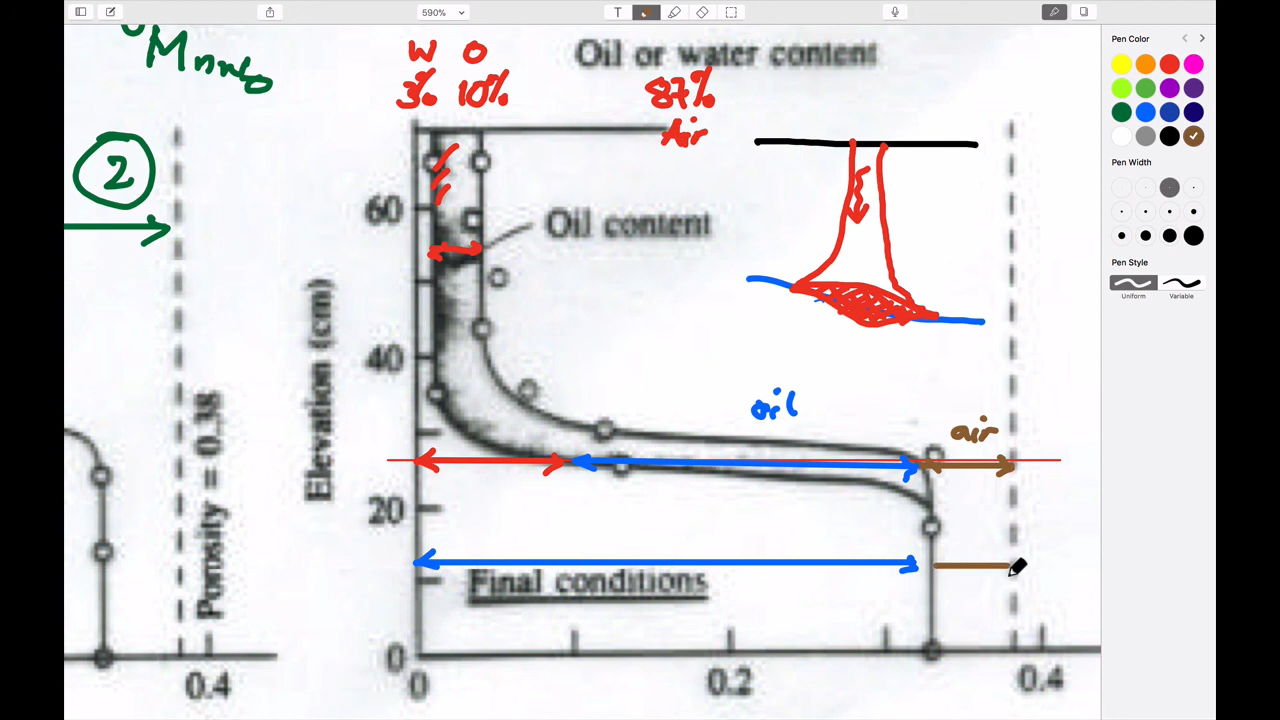 590%
T
Pen Color
Pen Width
Pen Style
Uniform
Variable
W O
3% 10%
87%
Air
Oil or water content
2
60
Oil content
40
Elevation (cm)
oil
air
20
Porosity = 0.38
Final conditions
0
0.4
0
0.2
0.4